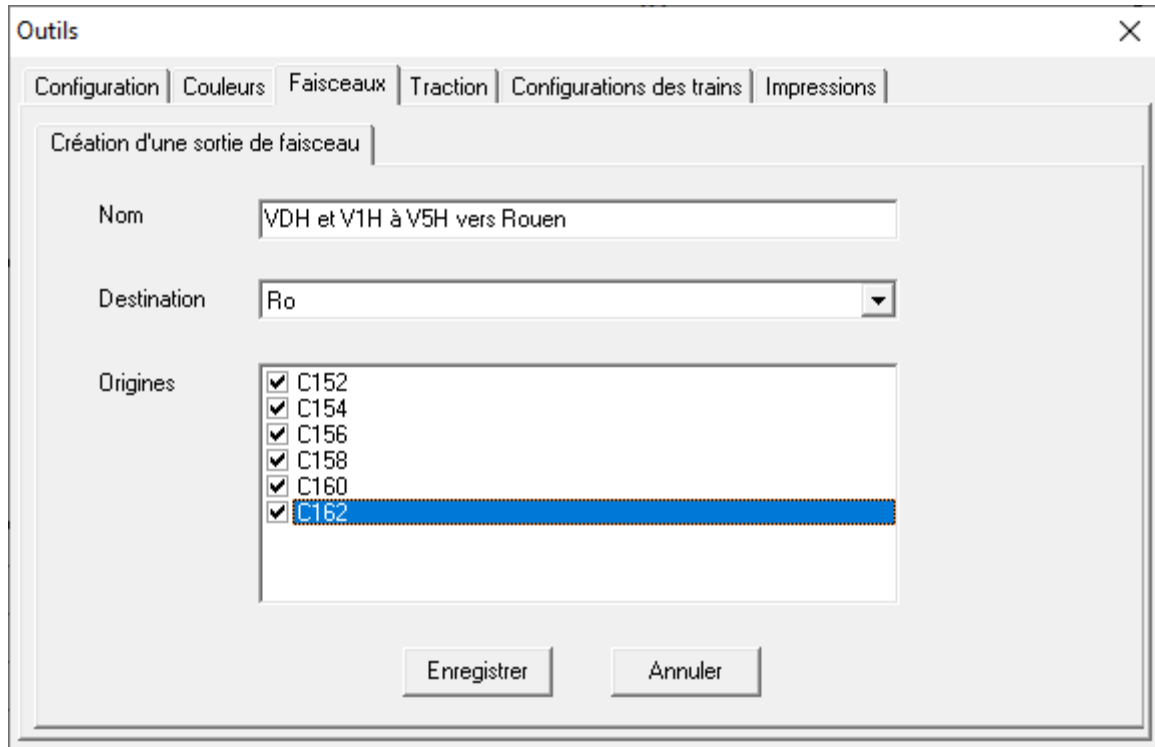 Outils
Configuration Couleurs Faisceaux Traction Configurations des trains Impressions
Création d'une sortie de faisceau
Nom VDH et V1H à V5H vers Rouen
Destination Ro
Origines C152
C154
C156
C158
C160
C162
Enregistrer Annuler